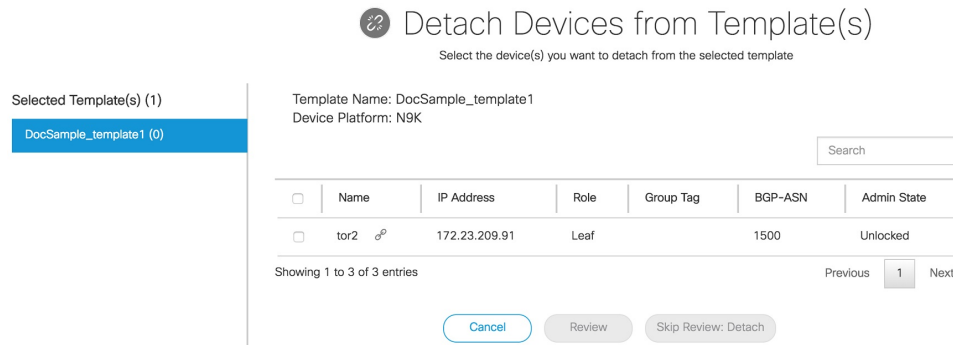 Detach Devices from Template(s)
Select the device(s) you want to detach from the selected template
Selected Template(s) (1)
DocSample_template1 (0)
Template Name: DocSample_template1
Device Platform: N9K
Search
Name IP Address Role Group Tag BGP-ASN Admin State
tor2 172.23.209.91 Leaf 1500 Unlocked
Showing 1 to 3 of 3 entries
Previous 1 Next
Cancel Review Skip Review: Detach